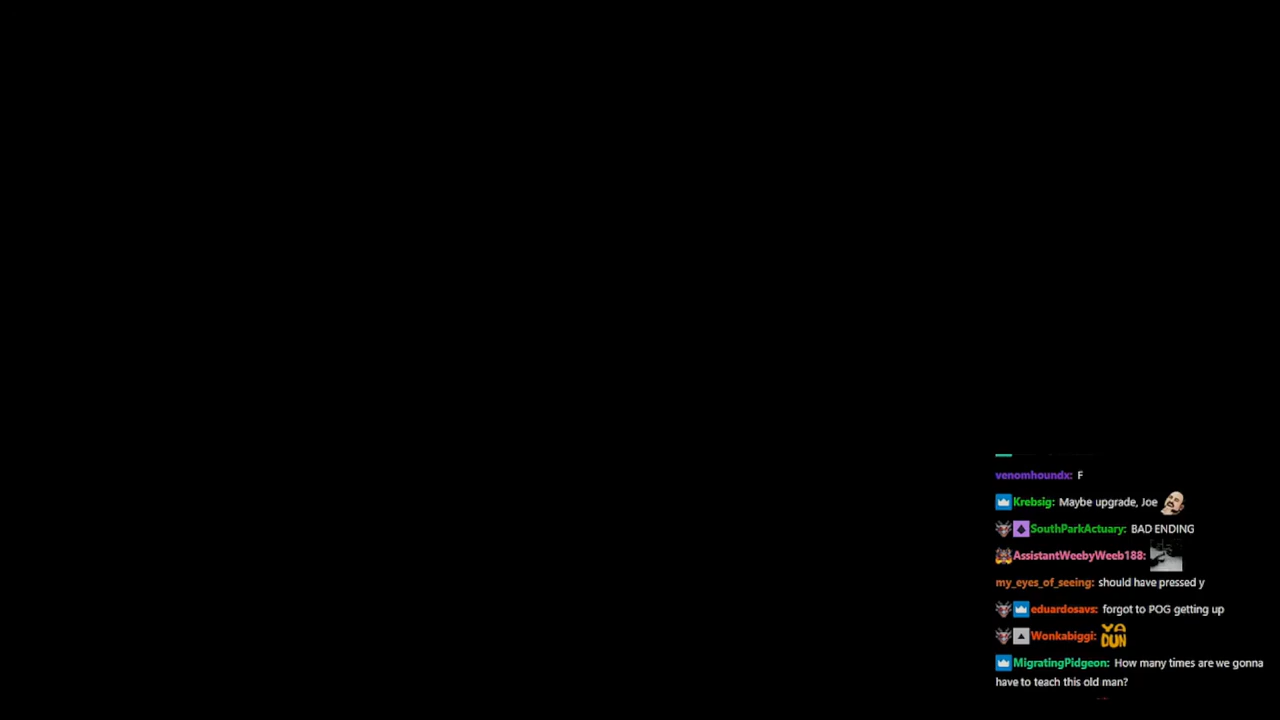 venomhoundx: F
Krebsig: Maybe upgrade, Joe
SouthParkActuary: BAD ENDING
AssistantWeebyWeeb188:
my_eyes_of_seeing: should have pressed y
eduardosavs: forgot to POG getting up
Wonkabiggi: YA DUN
MigratingPidgeon: How many times are we gonna
have to teach this old man?